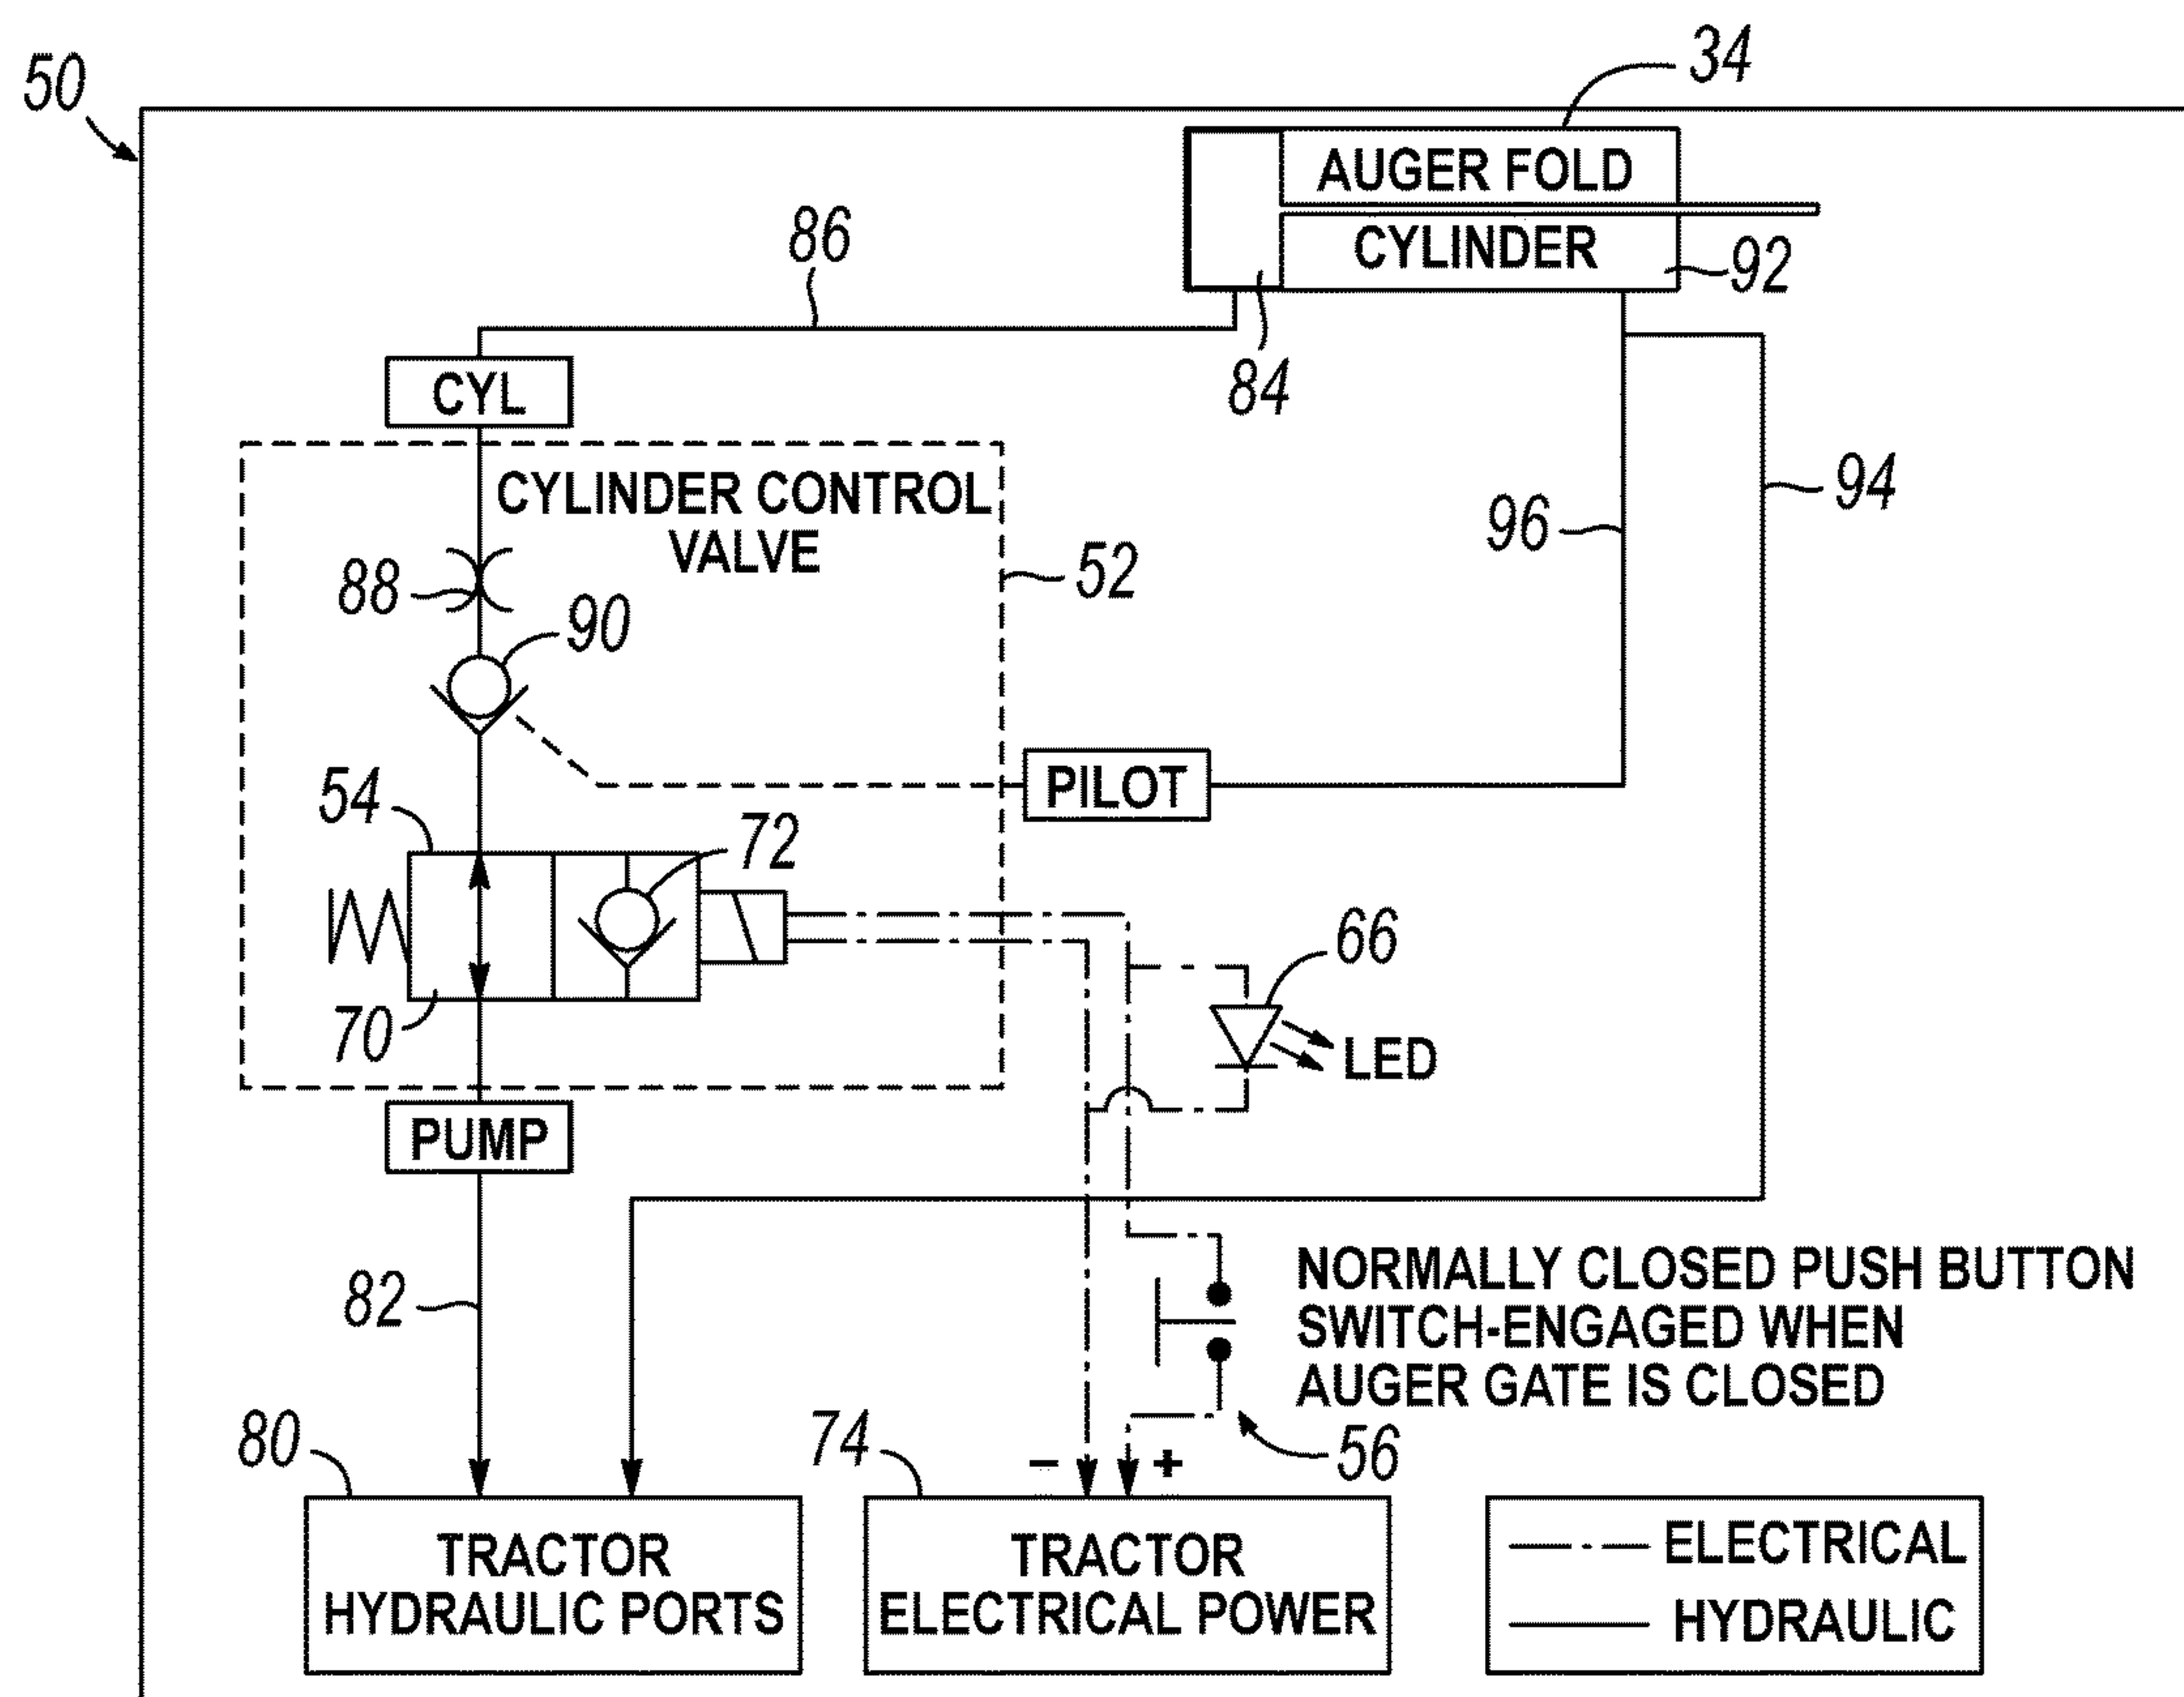 50
34
AUGER FOLD
CYLINDER
92
86
84
CYL
CYLINDER CONTROL
VALVE
94
96
52
88
90
54
PILOT
72
66
70
LED
PUMP
82
NORMALLY CLOSED PUSH BUTTON
SWITCH-ENGAGED WHEN
AUGER GATE IS CLOSED
80
74
− +
56
TRACTOR
HYDRAULIC PORTS
TRACTOR
ELECTRICAL POWER
ELECTRICAL
HYDRAULIC